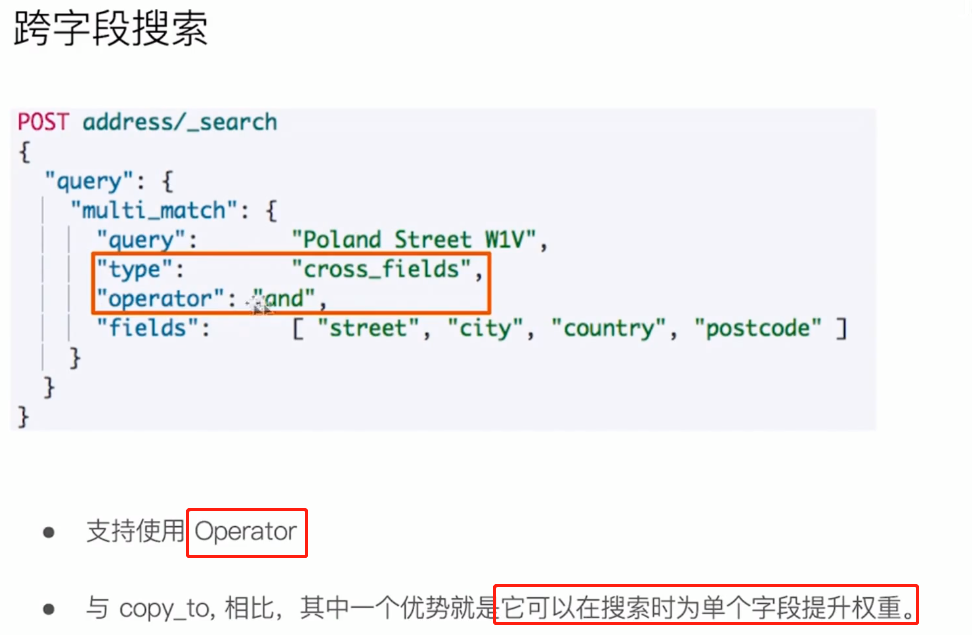 跨字段搜索
POST address/_search
{
"query": {
"multi_match": {
"query": "Poland Street W1V",
"type": "cross_fields",
"operator": "and",
"fields": [ "street", "city", "country", "postcode" ]
}
}
}
● 支持使用 Operator
● 与 copy_to, 相比，其中一个优势就是它可以在搜索时为单个字段提升权重。